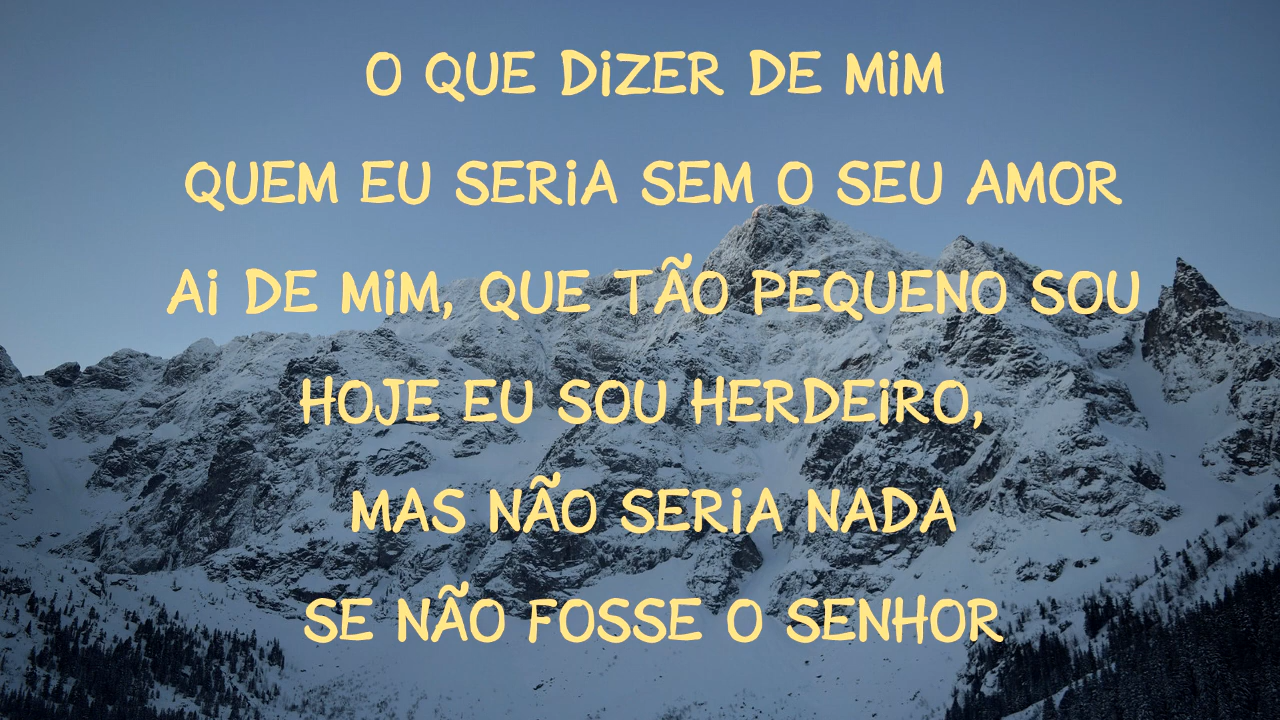 O QUE DIZER DE MIM
QUEM EU SERIA SEM O SEU AMOR
AI DE MIM, QUE TÃO PEQUENO SOU
HOJE EU SOU HERDEIRO,
MAS NÃO SERIA NADA
SE NÃO FOSSE O SENHOR